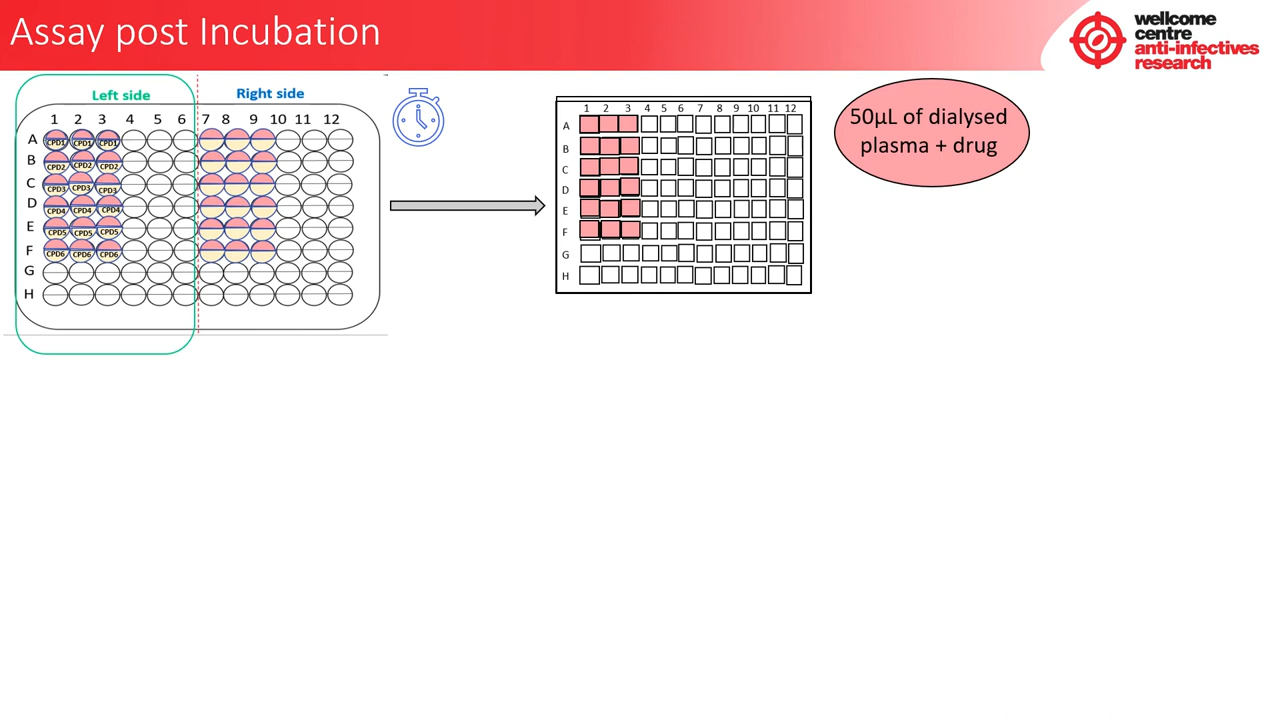 Assay post Incubation
wellcome
centre
anti-infectives
research
Left side
Right side
1 2 3 4 5 6 7 8 9 10 11 12
A CPD1 CPD1 CPD1
B CPD2 CPD2 CPD2
C CPD3 CPD3 CPD3
D CPD4 CPD4 CPD4
E CPD5 CPD5 CPD5
F CPD6 CPD6 CPD6
G
H
1 2 3 4 5 6 7 8 9 10 11 12
A
B
C
D
E
F
G
H
50µL of dialysed
plasma + drug